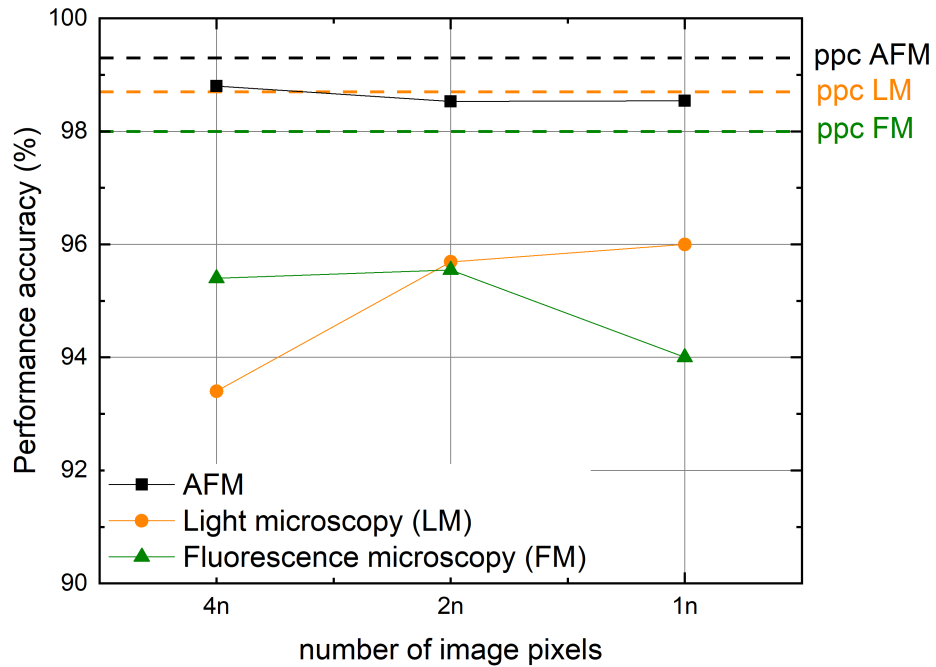 100
98
96
94
92
90
Performance accuracy (%)
ppc AFM
ppc LM
ppc FM
AFM
Light microscopy (LM)
Fluorescence microscopy (FM)
4n
2n
1n
number of image pixels